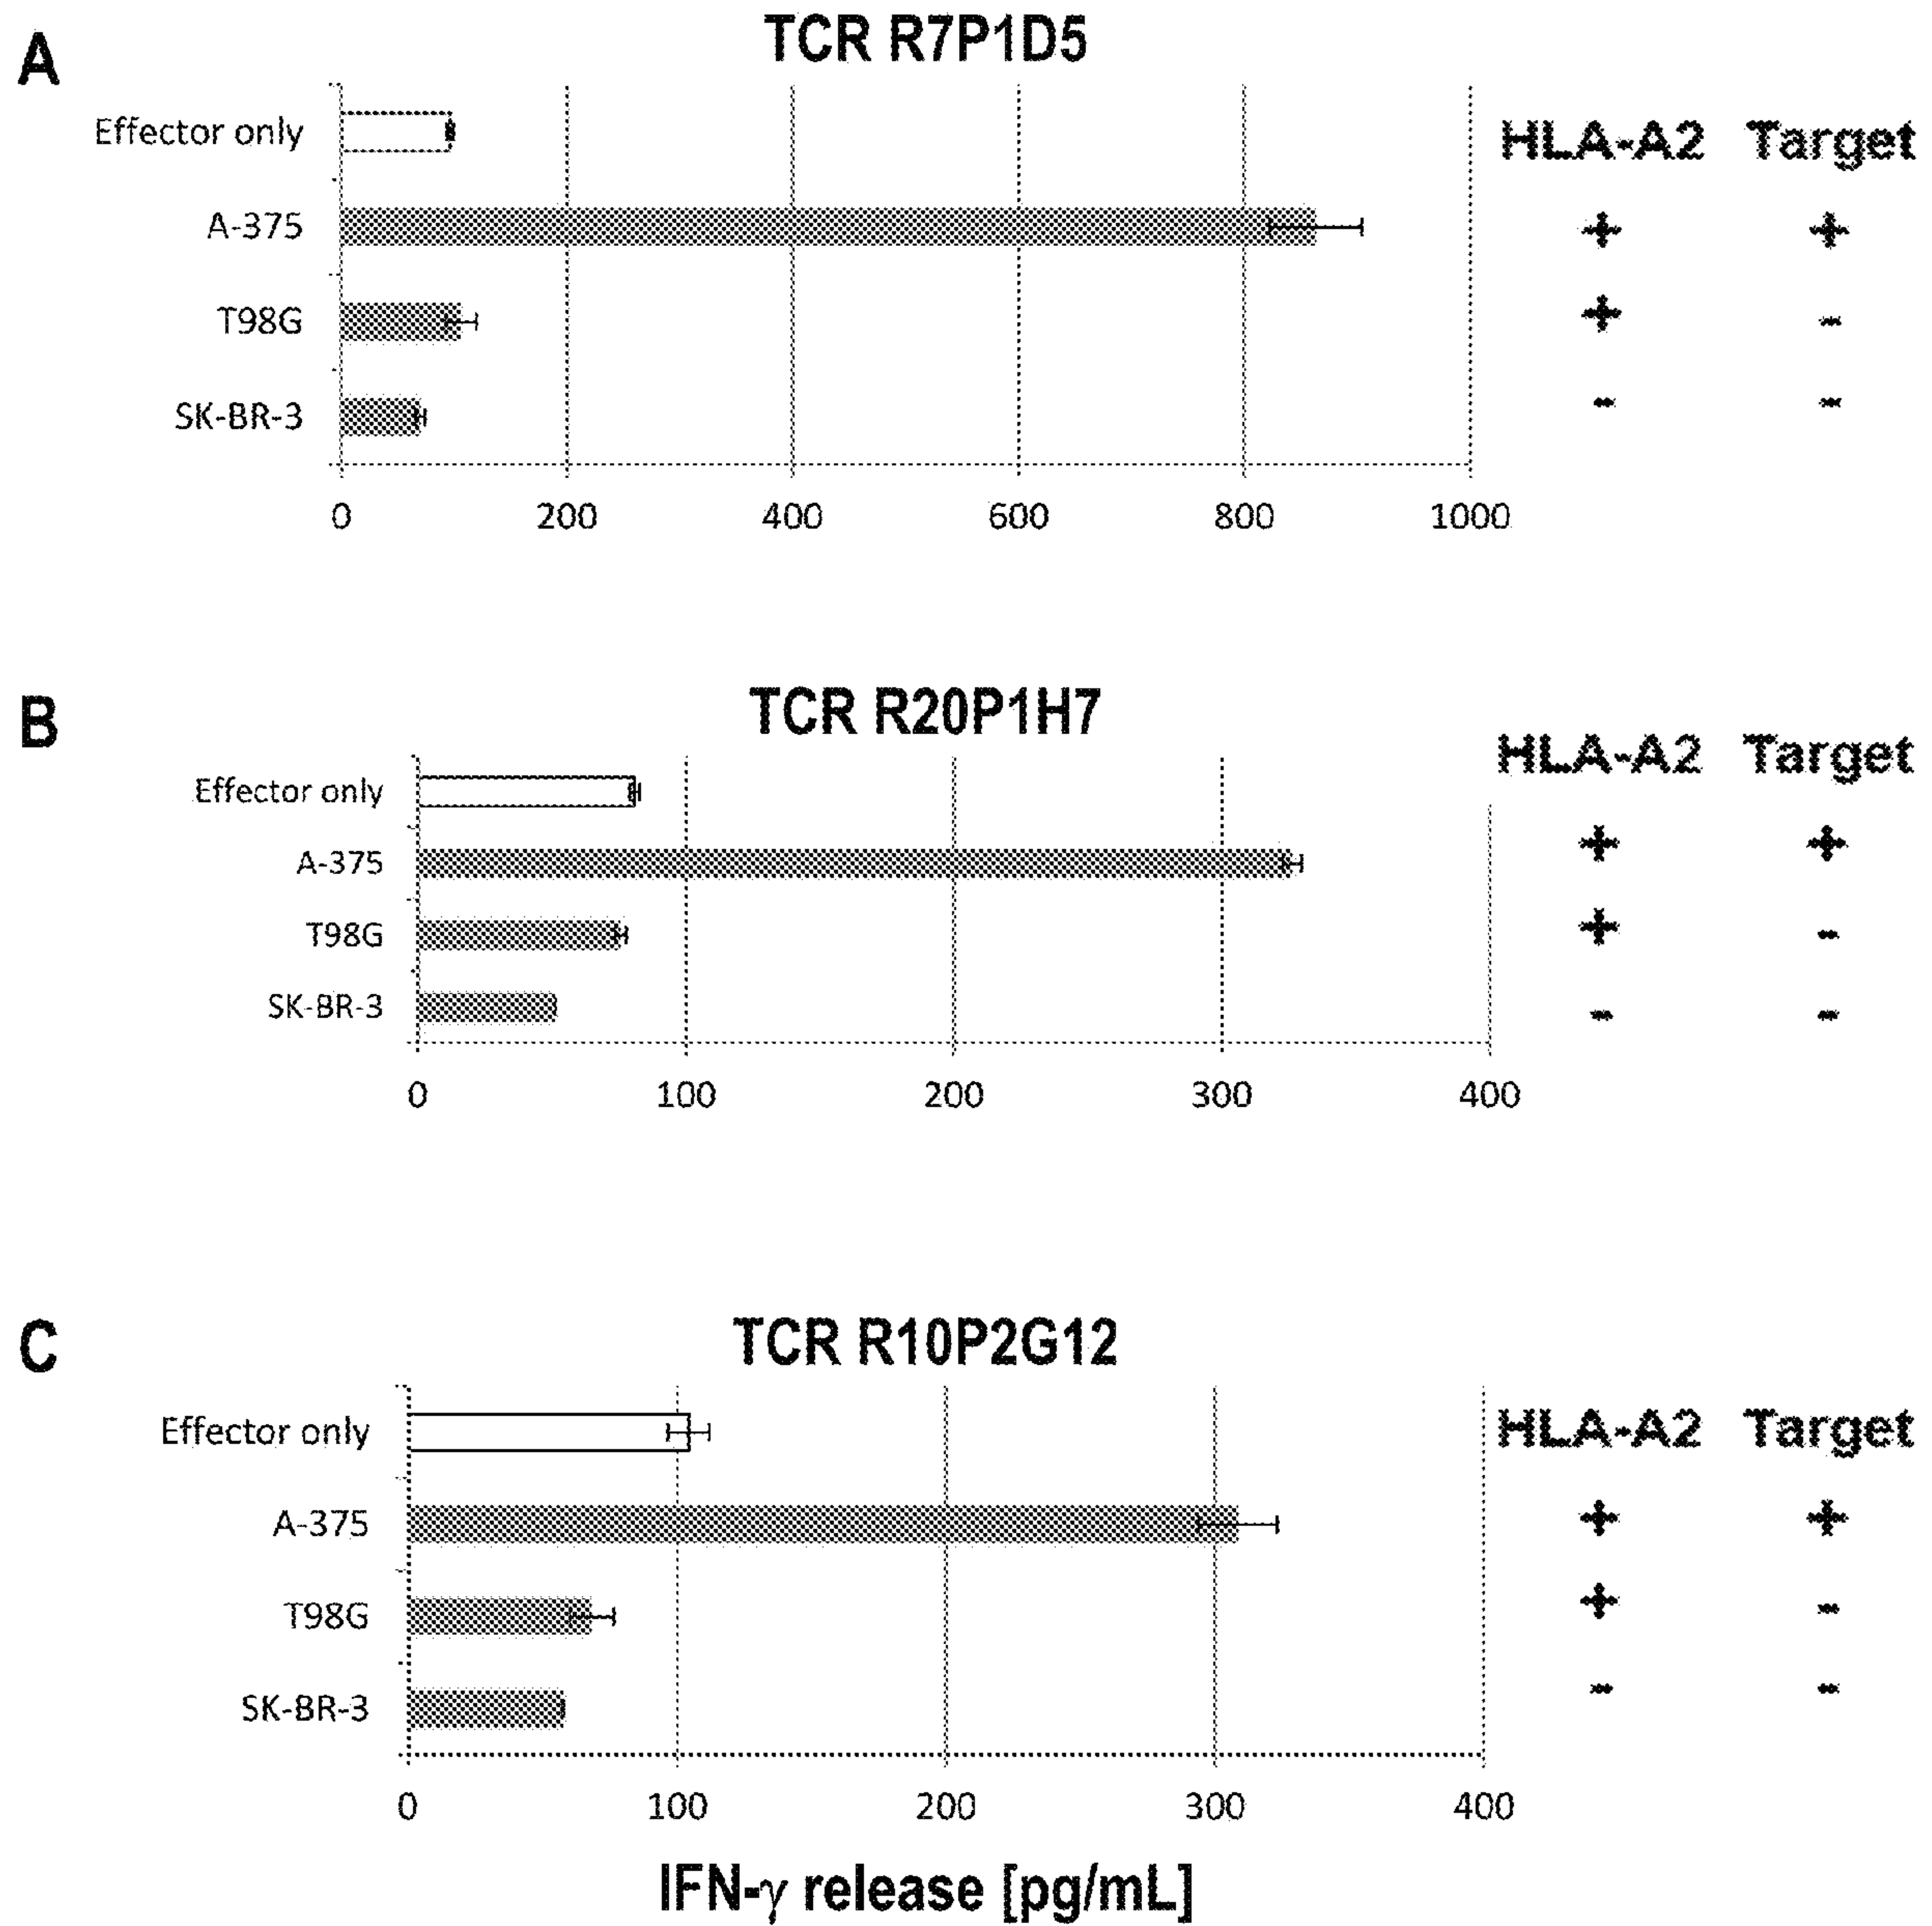 A
TCR R7P1D5
HLA-A2 Target
Effector only
A-375 + +
T98G + -
SK-BR-3 - -
0 200 400 600 800 1000
B
TCR R20P1H7
HLA-A2 Target
Effector only
A-375 + +
T98G + -
SK-BR-3 - -
0 100 200 300 400
C
TCR R10P2G12
Effector only HLA-A2 Target
A-375 + +
T98G + -
SK-BR-3 - -
0 100 200 300 400
IFN-γ release [pg/mL]